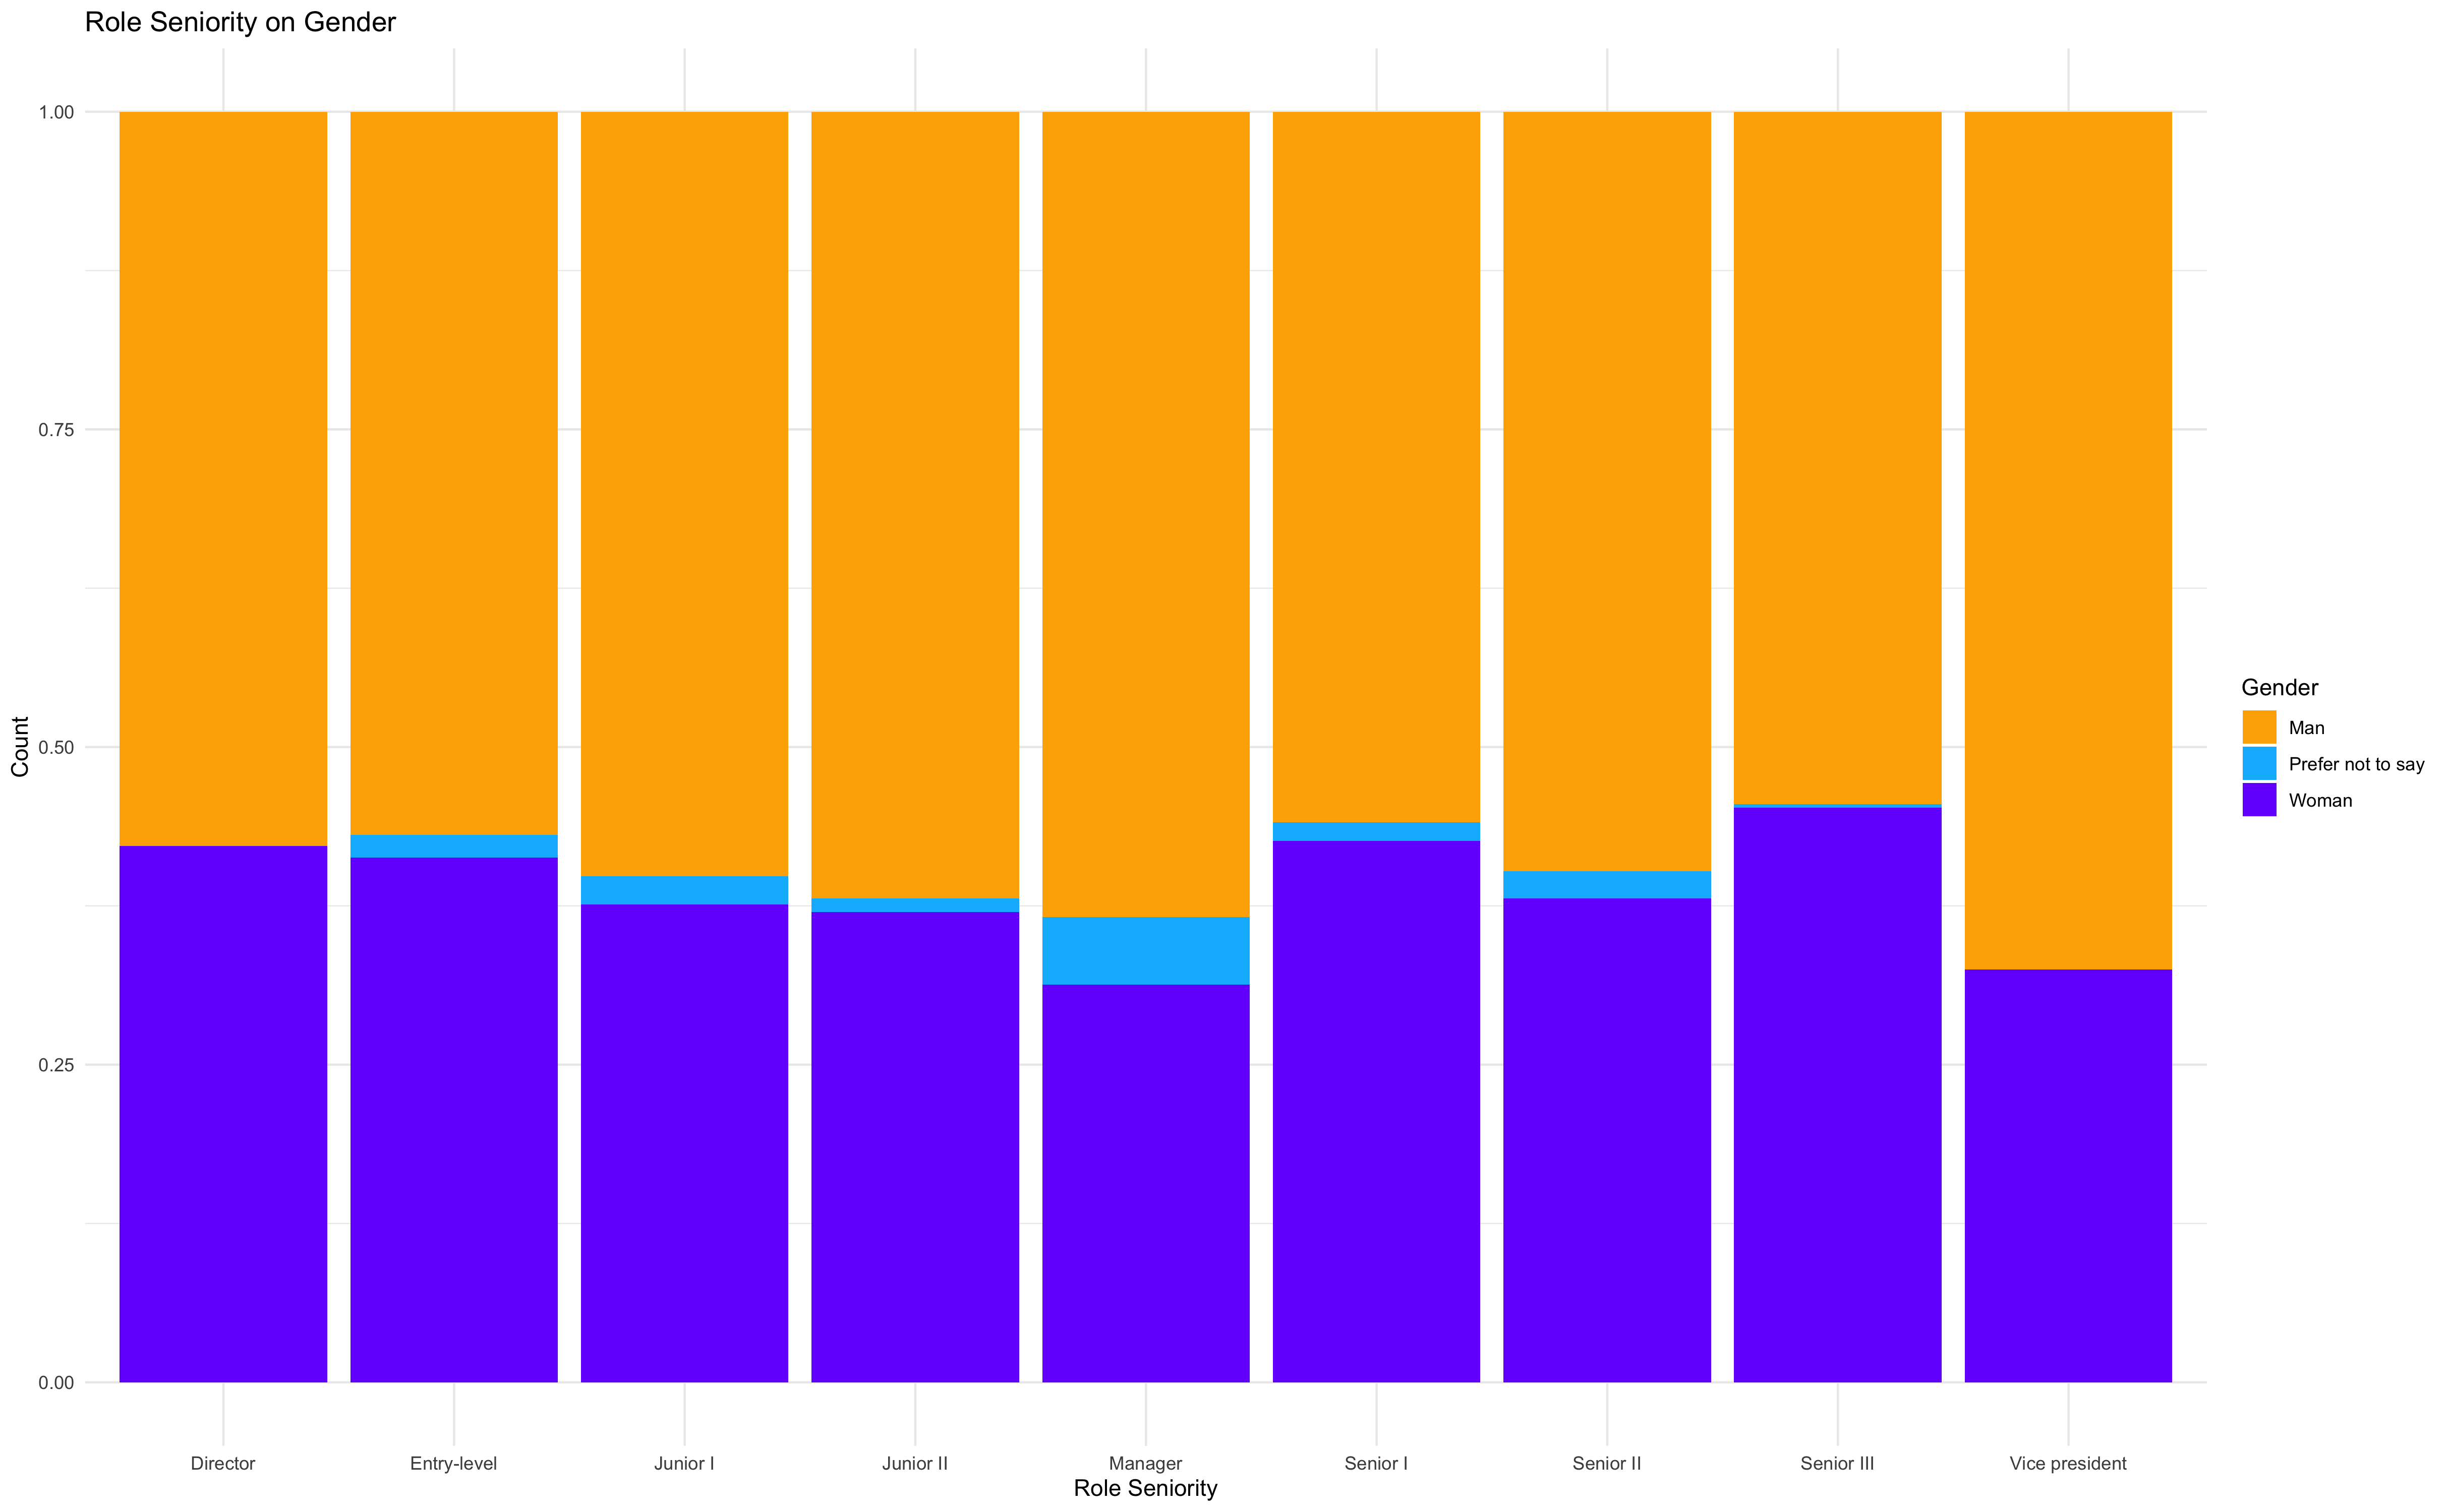 Role Seniority on Gender
1.00
0.75
0.50
0.25
0.00
Count
Director
Entry-level
Junior I
Junior II
Manager
Senior I
Senior II
Senior III
Vice president
Role Seniority
Gender
Man
Prefer not to say
Woman